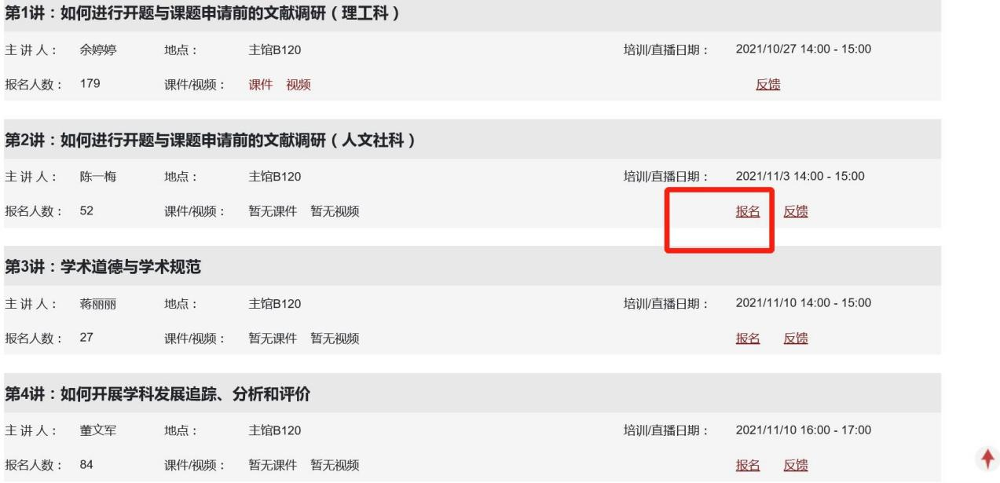 第1讲：如何进行开题与课题申请前的文献调研（理工科）
主 讲 人： 余婷婷 地点： 主馆B120 培训/直播日期： 2021/10/27 14:00 - 15:00
报名人数： 179 课件/视频： 课件 视频 反馈
第2讲：如何进行开题与课题申请前的文献调研（人文社科）
主 讲 人： 陈一梅 地点： 主馆B120 培训/直播日期： 2021/11/3 14:00 - 15:00
报名人数： 52 课件/视频： 暂无课件 暂无视频 报名 反馈
第3讲：学术道德与学术规范
主 讲 人： 蒋丽丽 地点： 主馆B120 培训/直播日期： 2021/11/10 14:00 - 15:00
报名人数： 27 课件/视频： 暂无课件 暂无视频 报名 反馈
第4讲：如何开展学科发展追踪、分析和评价
主 讲 人： 董文军 地点： 主馆B120 培训/直播日期： 2021/11/10 16:00 - 17:00
报名人数： 84 课件/视频： 暂无课件 暂无视频 报名 反馈